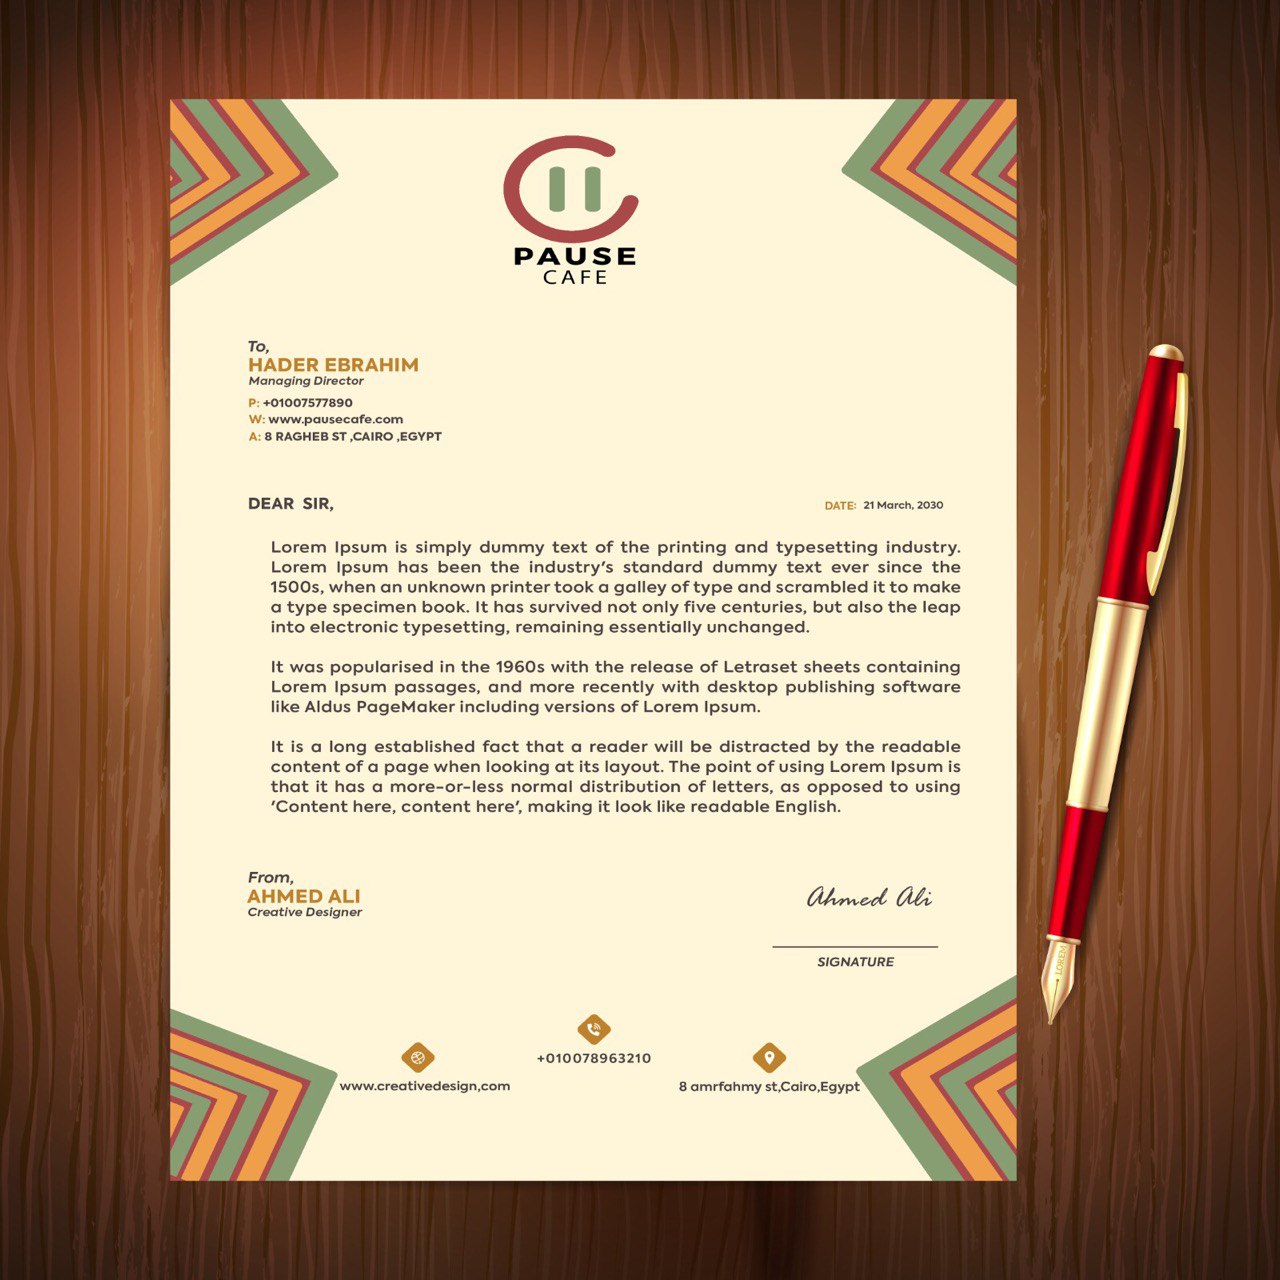 PAUSE
CAFE
To,
HADER EBRAHIM
Managing Director
P: +01007577890
W: www.pausecafe.com
A: 8 RAGHEB ST ,CAIRO ,EGYPT
DEAR SIR,
DATE: 21 March, 2030
Lorem Ipsum is simply dummy text of the printing and typesetting industry.
Lorem Ipsum has been the industry's standard dummy text ever since the
1500s, when an unknown printer took a galley of type and scrambled it to make
a type specimen book. It has survived not only five centuries, but also the leap
into electronic typesetting, remaining essentially unchanged.
It was popularised in the 1960s with the release of Letraset sheets containing
Lorem Ipsum passages, and more recently with desktop publishing software
like Aldus PageMaker including versions of Lorem Ipsum.
It is a long established fact that a reader will be distracted by the readable
content of a page when looking at its layout. The point of using Lorem Ipsum is
that it has a more-or-less normal distribution of letters, as opposed to using
'Content here, content here', making it look like readable English.
From,
AHMED ALI
Creative Designer
Ahmed Ali
SIGNATURE
LOREM
+010078963210
www.creativedesign,com
8 amrfahmy st,Cairo,Egypt